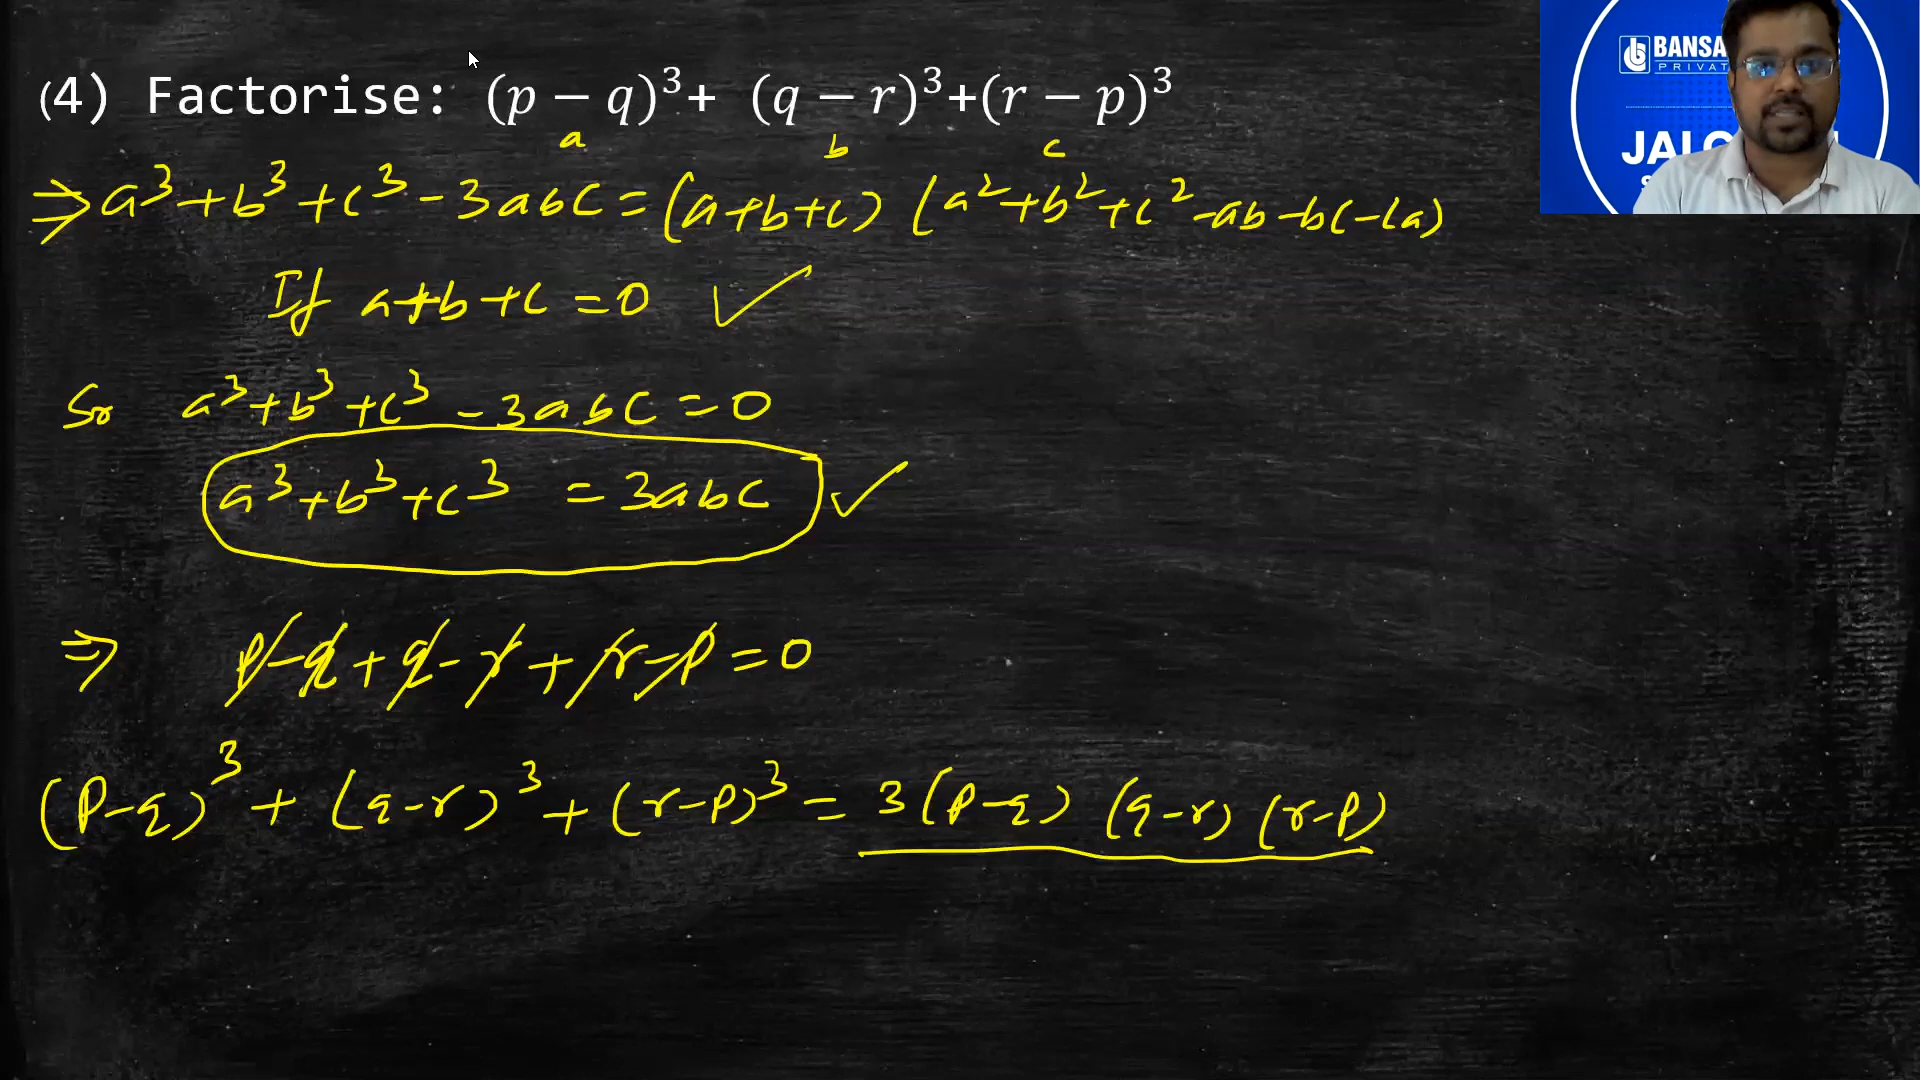 (4) Factorise: (p − q)³+ (q − r)³+(r − p)³
a b c
⇒ a³+b³+c³-3abc=(a+b+c) (a²+b²+c²-ab-bc-ca)
If a+b+c=0 ✓
So a³+b³+c³-3abc=0
a³+b³+c³ = 3abc ✓
⇒ p-q+q-r+r-p=0
(p-q)³+(q-r)³+(r-p)³= 3(p-q) (q-r) (r-p)
BANSA
PRIVAT